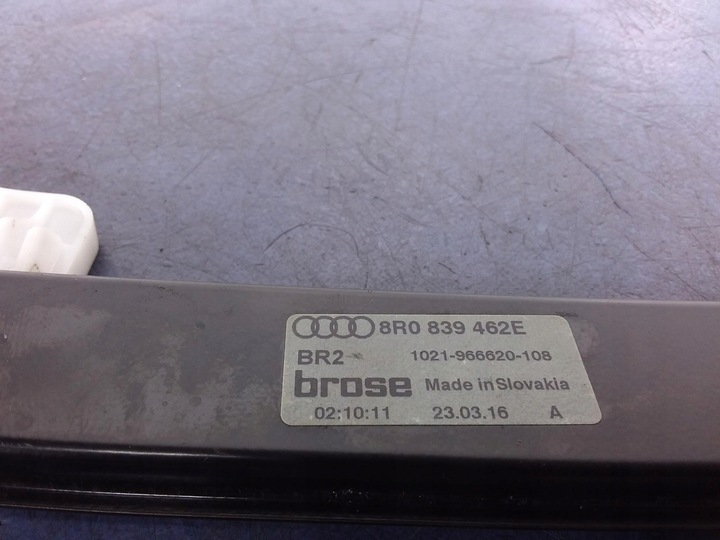 8R0 839 462E
BR2 1021-966620-108
brose Made in Slovakia
02:10:11 23.03.16 A